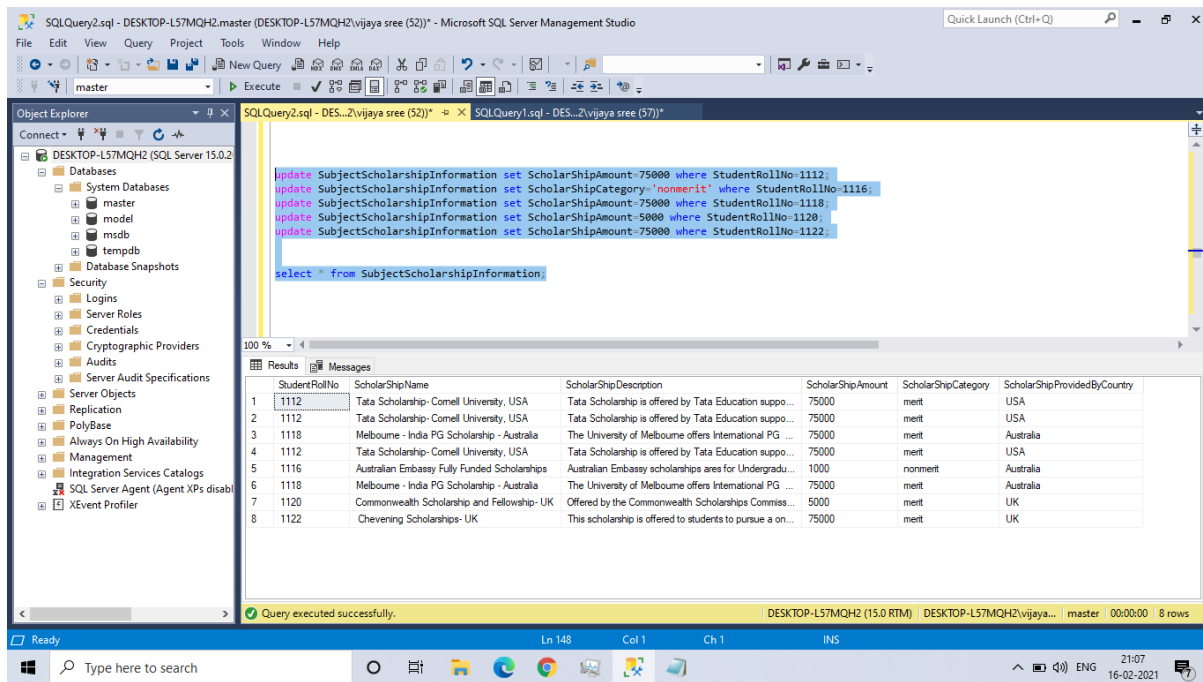 SQLQuery2.sql - DESKTOP-L57MQH2.master (DESKTOP-L57MQH2\vijaya sree (52))* - Microsoft SQL Server Management Studio
Quick Launch (Ctrl+Q)
File Edit View Query Project Tools Window Help
New Query
master
Execute
Object Explorer
Connect
DESKTOP-L57MQH2 (SQL Server 15.0.2
Databases
System Databases
master
model
msdb
tempdb
Database Snapshots
Security
Logins
Server Roles
Credentials
Cryptographic Providers
Audits
Server Audit Specifications
Server Objects
Replication
PolyBase
Always On High Availability
Management
Integration Services Catalogs
SQL Server Agent (Agent XPs disabl
XEvent Profiler
SQLQuery2.sql - DES...2\vijaya sree (52))* SQLQuery1.sql - DES...2\vijaya sree (57))*
update SubjectScholarshipInformation set ScholarShipAmount=75000 where StudentRollNo=1112;
update SubjectScholarshipInformation set ScholarShipCategory='nonmerit' where StudentRollNo=1116;
update SubjectScholarshipInformation set ScholarShipAmount=75000 where StudentRollNo=1118;
update SubjectScholarshipInformation set ScholarShipAmount=5000 where StudentRollNo=1120;
update SubjectScholarshipInformation set ScholarShipAmount=75000 where StudentRollNo=1122;
select * from SubjectScholarshipInformation;
100 %
Results Messages
StudentRollNo ScholarShipName ScholarShipDescription ScholarShipAmount ScholarShipCategory ScholarShipProvidedByCountry
1 1112 Tata Scholarship- Cornell University, USA Tata Scholarship is offered by Tata Education suppo... 75000 merit USA
2 1112 Tata Scholarship- Cornell University, USA Tata Scholarship is offered by Tata Education suppo... 75000 merit USA
3 1118 Melbourne - India PG Scholarship - Australia The University of Melbourne offers International PG ... 75000 merit Australia
4 1112 Tata Scholarship- Cornell University, USA Tata Scholarship is offered by Tata Education suppo... 75000 merit USA
5 1116 Australian Embassy Fully Funded Scholarships Australian Embassy scholarships ares for Undergradu... 1000 nonmerit Australia
6 1118 Melbourne - India PG Scholarship - Australia The University of Melbourne offers International PG ... 75000 merit Australia
7 1120 Commonwealth Scholarship and Fellowship- UK Offered by the Commonwealth Scholarships Commiss... 5000 merit UK
8 1122 Chevening Scholarships- UK This scholarship is offered to students to pursue a on... 75000 merit UK
Query executed successfully. DESKTOP-L57MQH2 (15.0 RTM) DESKTOP-L57MQH2\vijaya... master 00:00:00 8 rows
Ready Ln 148 Col 1 Ch 1 INS
Type here to search
ENG
21:07
16-02-2021